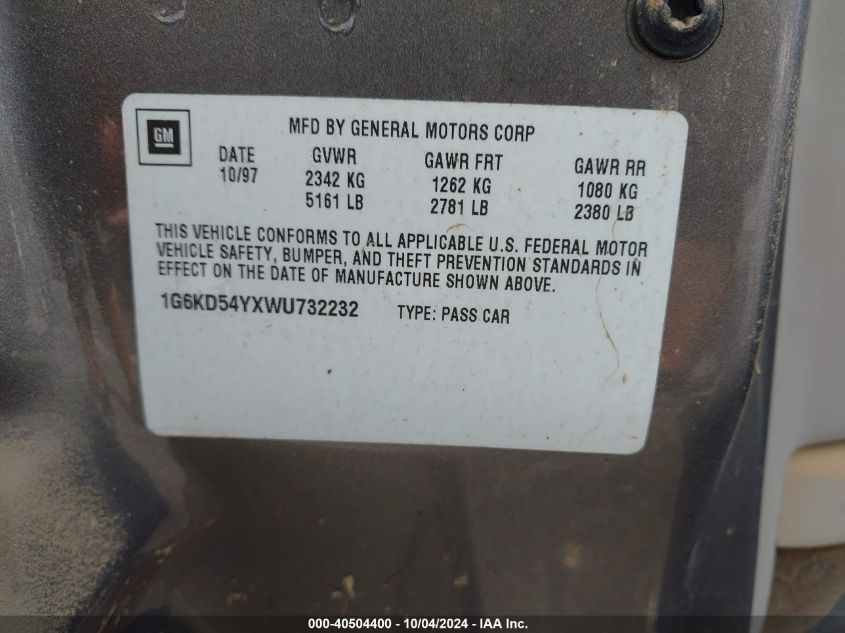 GM
MFD BY GENERAL MOTORS CORP
DATE GVWR GAWR FRT GAWR RR
10/97 2342 KG 1262 KG 1080 KG
5161 LB 2781 LB 2380 LB
THIS VEHICLE CONFORMS TO ALL APPLICABLE U.S. FEDERAL MOTOR
VEHICLE SAFETY, BUMPER, AND THEFT PREVENTION STANDARDS IN
EFFECT ON THE DATE OF MANUFACTURE SHOWN ABOVE.
1G6KD54YXWU732232 TYPE: PASS CAR
000-40504400 - 10/04/2024 - IAA Inc.